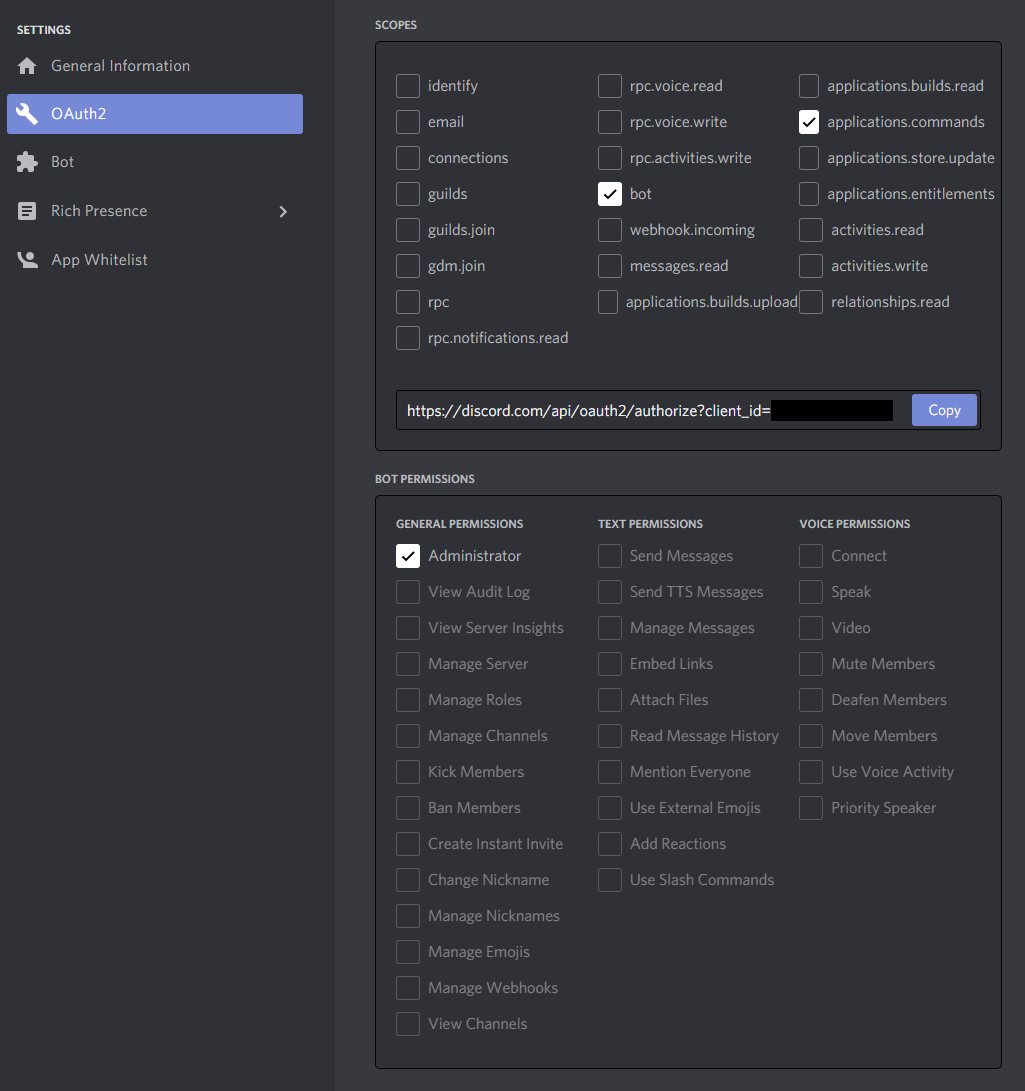 SETTINGS
General Information
OAuth2
Bot
Rich Presence
App Whitelist
SCOPES
identify
email
connections
guilds
guilds.join
gdm.join
rpc
rpc.notifications.read
rpc.voice.read
rpc.voice.write
rpc.activities.write
bot
webhook.incoming
messages.read
applications.builds.upload
applications.builds.read
applications.commands
applications.store.update
applications.entitlements
activities.read
activities.write
relationships.read
https://discord.com/api/oauth2/authorize?client_id=
Copy
BOT PERMISSIONS
GENERAL PERMISSIONS
Administrator
View Audit Log
View Server Insights
Manage Server
Manage Roles
Manage Channels
Kick Members
Ban Members
Create Instant Invite
Change Nickname
Manage Nicknames
Manage Emojis
Manage Webhooks
View Channels
TEXT PERMISSIONS
Send Messages
Send TTS Messages
Manage Messages
Embed Links
Attach Files
Read Message History
Mention Everyone
Use External Emojis
Add Reactions
Use Slash Commands
VOICE PERMISSIONS
Connect
Speak
Video
Mute Members
Deafen Members
Move Members
Use Voice Activity
Priority Speaker